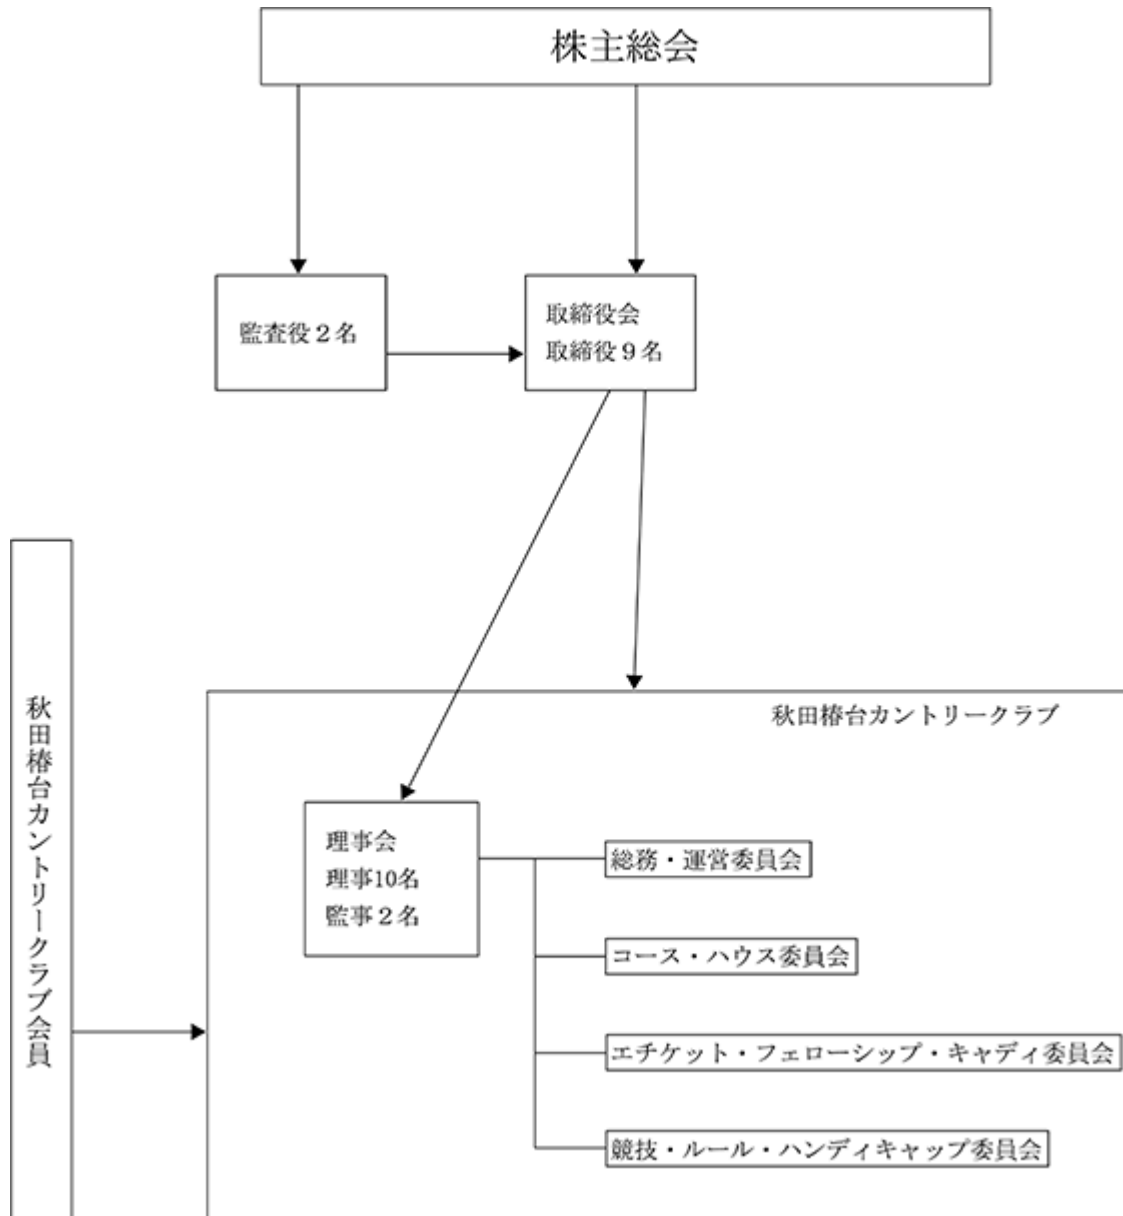 株主総会
監査役２名
取締役会
取締役９名
秋田椿台カントリークラブ会員
秋田椿台カントリークラブ
理事会
理事10名
監事２名
総務・運営委員会
コース・ハウス委員会
エチケット・フェローシップ・キャディ委員会
競技・ルール・ハンディキャップ委員会